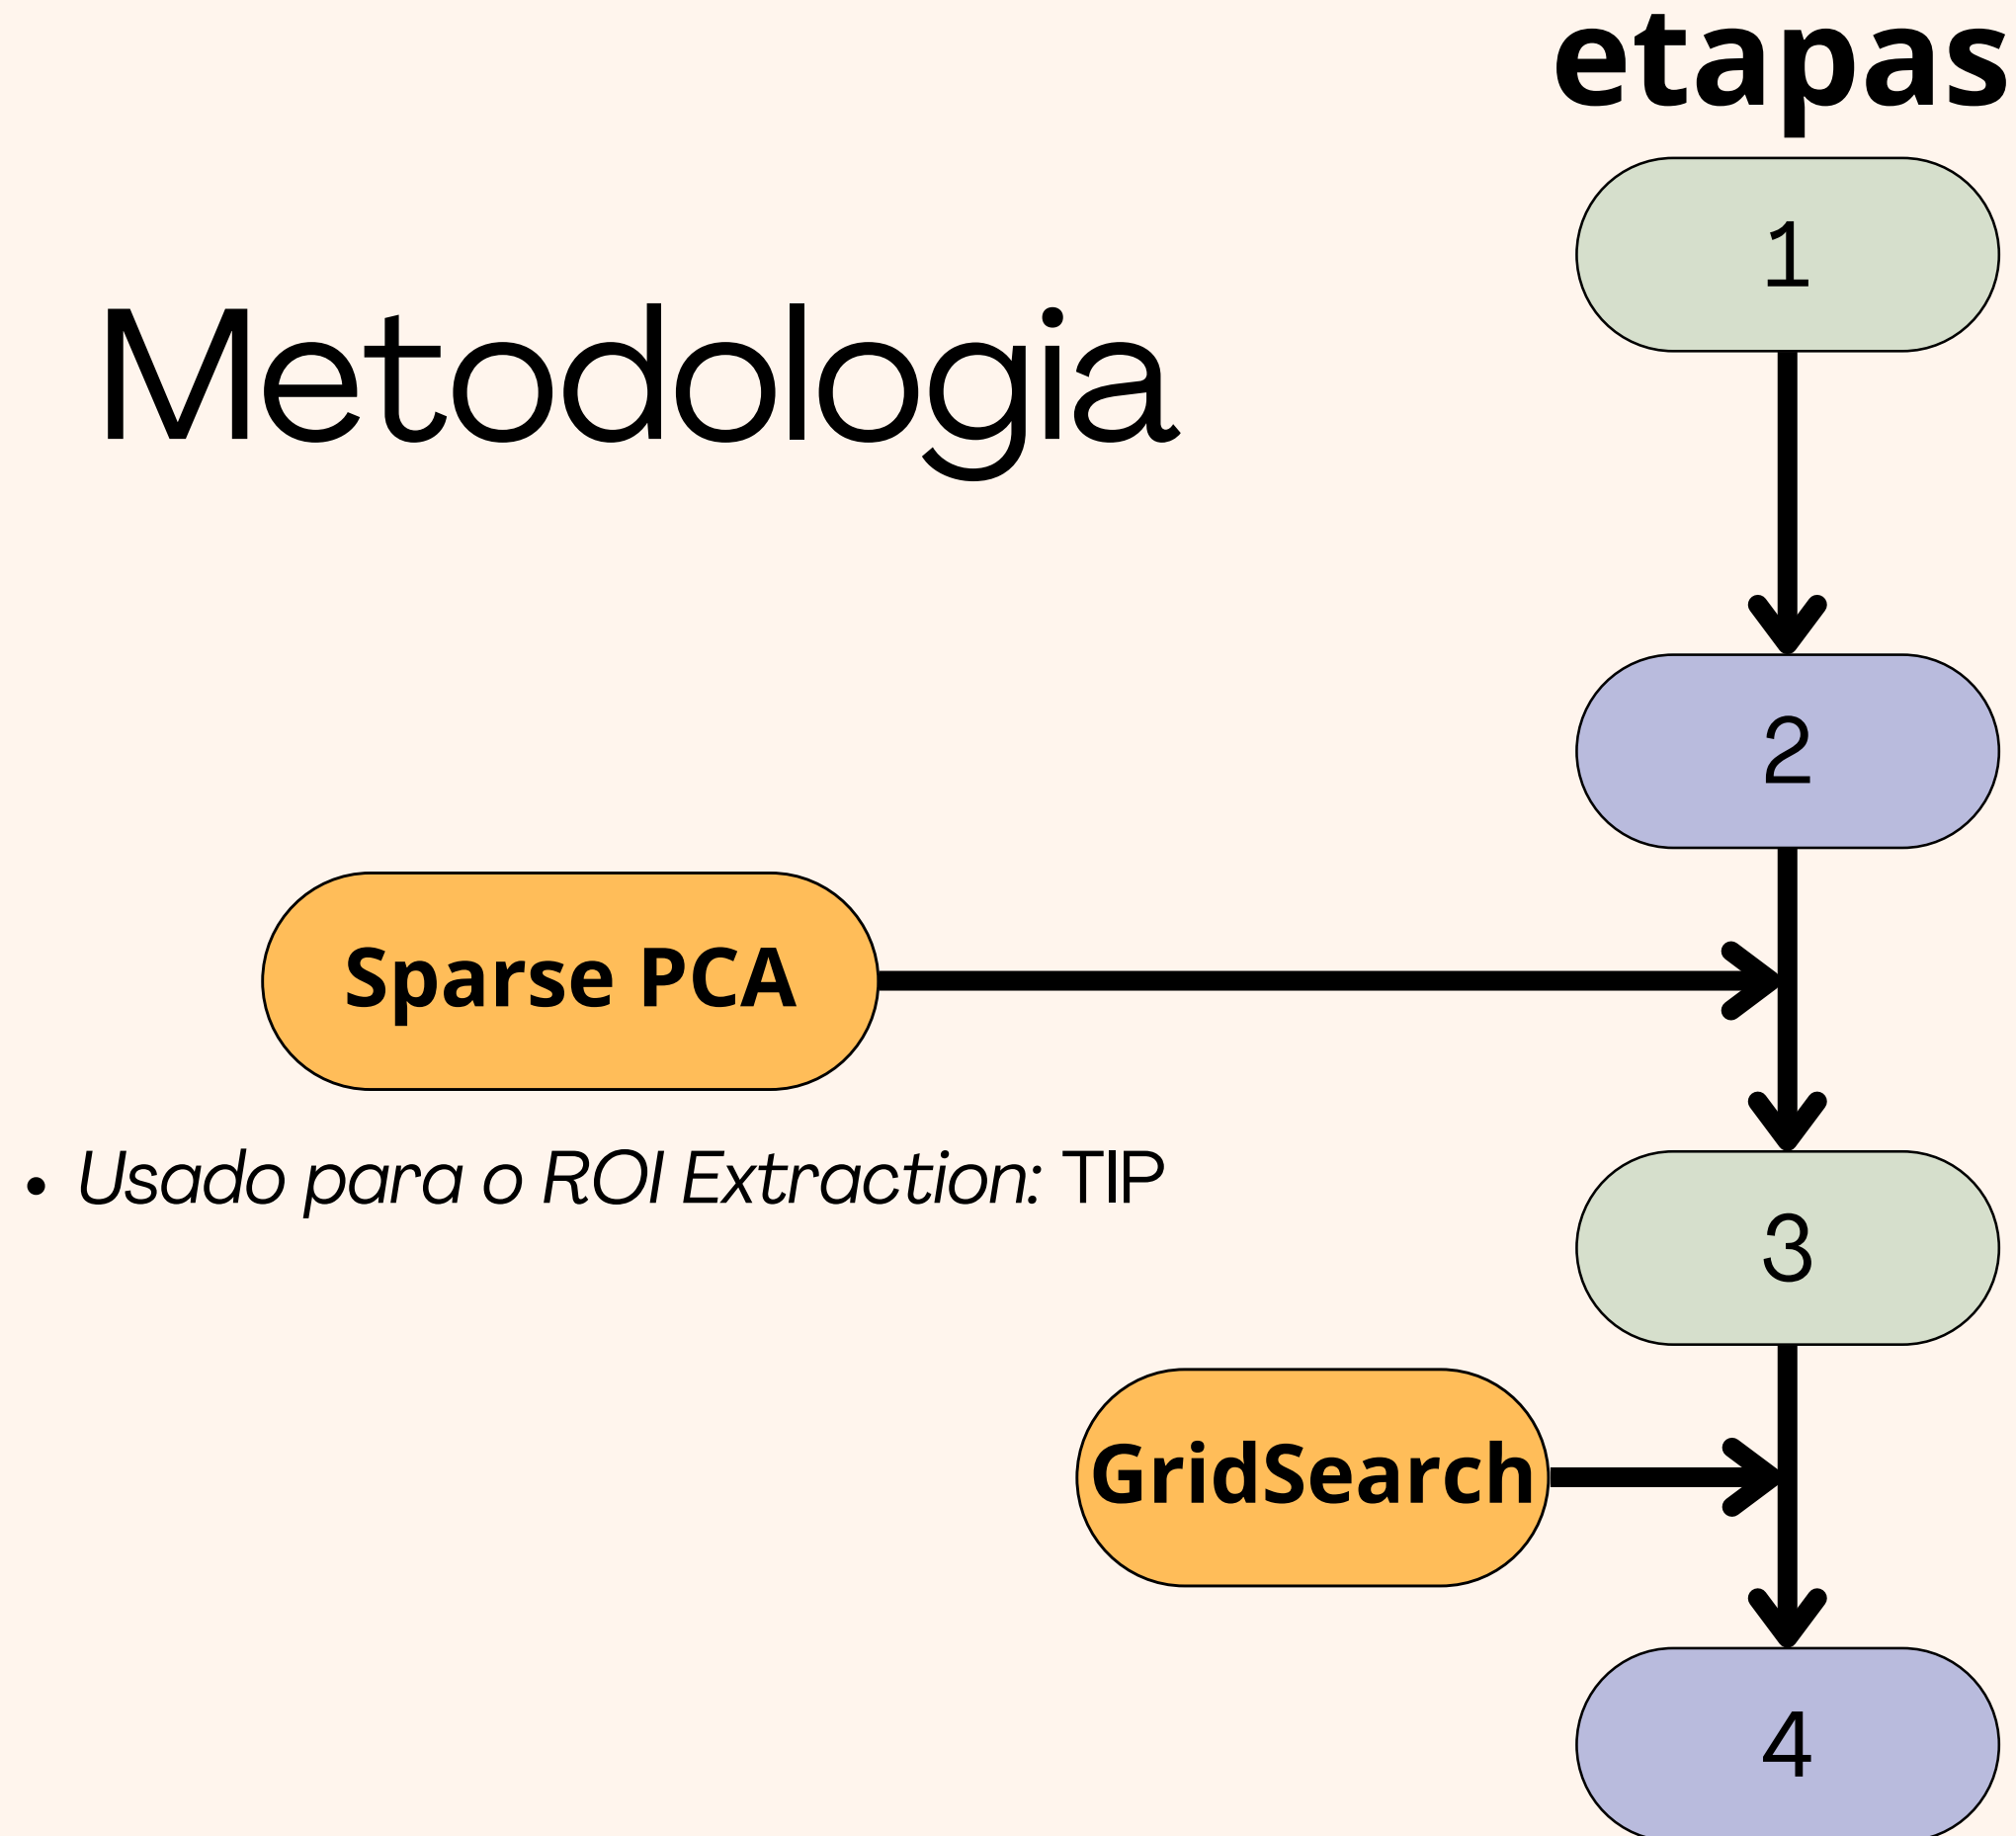 etapas
1
Metodologia
2
Sparse PCA
• Usado para o ROI Extraction: TIP
3
GridSearch
4